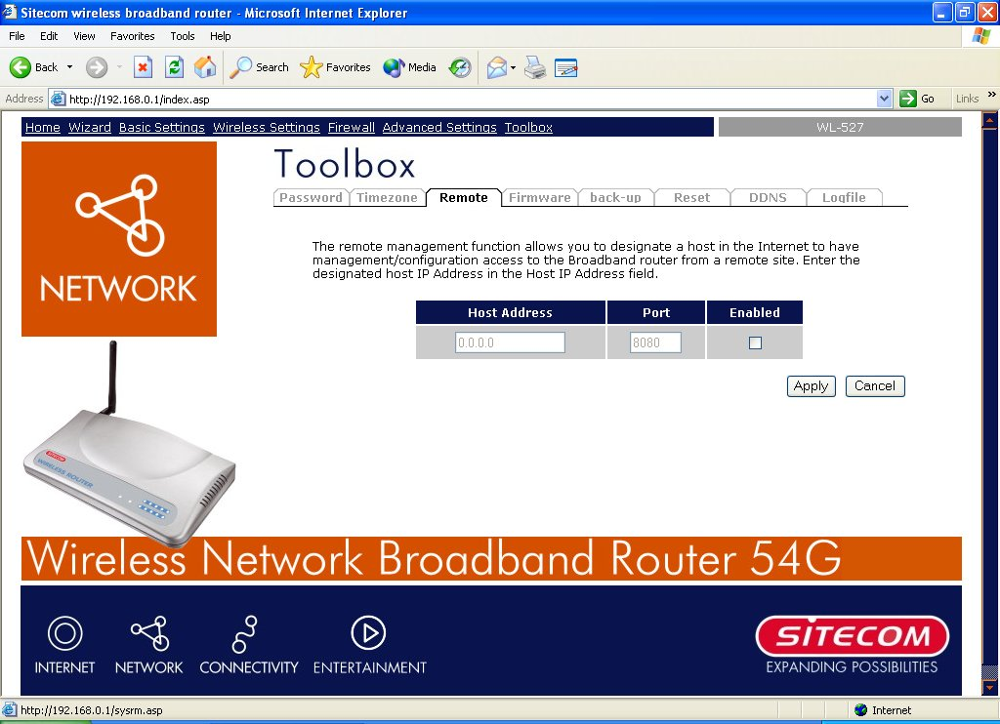 Sitecom wireless broadband router - Microsoft Internet Explorer
File Edit View Favorites Tools Help
Back Search Favorites Media
Address http://192.168.0.1/index.asp Go Links »
Home Wizard Basic Settings Wireless Settings Firewall Advanced Settings Toolbox WL-527
Toolbox
Password Timezone Remote Firmware back-up Reset DDNS Logfile
NETWORK
The remote management function allows you to designate a host in the Internet to have
management/configuration access to the Broadband router from a remote site. Enter the
designated host IP Address in the Host IP Address field.
Host Address Port Enabled
0.0.0.0 8080
Apply Cancel
SITECOM
WIRELESS ROUTER
Wireless Network Broadband Router 54G
INTERNET NETWORK CONNECTIVITY ENTERTAINMENT
SITECOM
EXPANDING POSSIBILITIES
http://192.168.0.1/sysrm.asp Internet